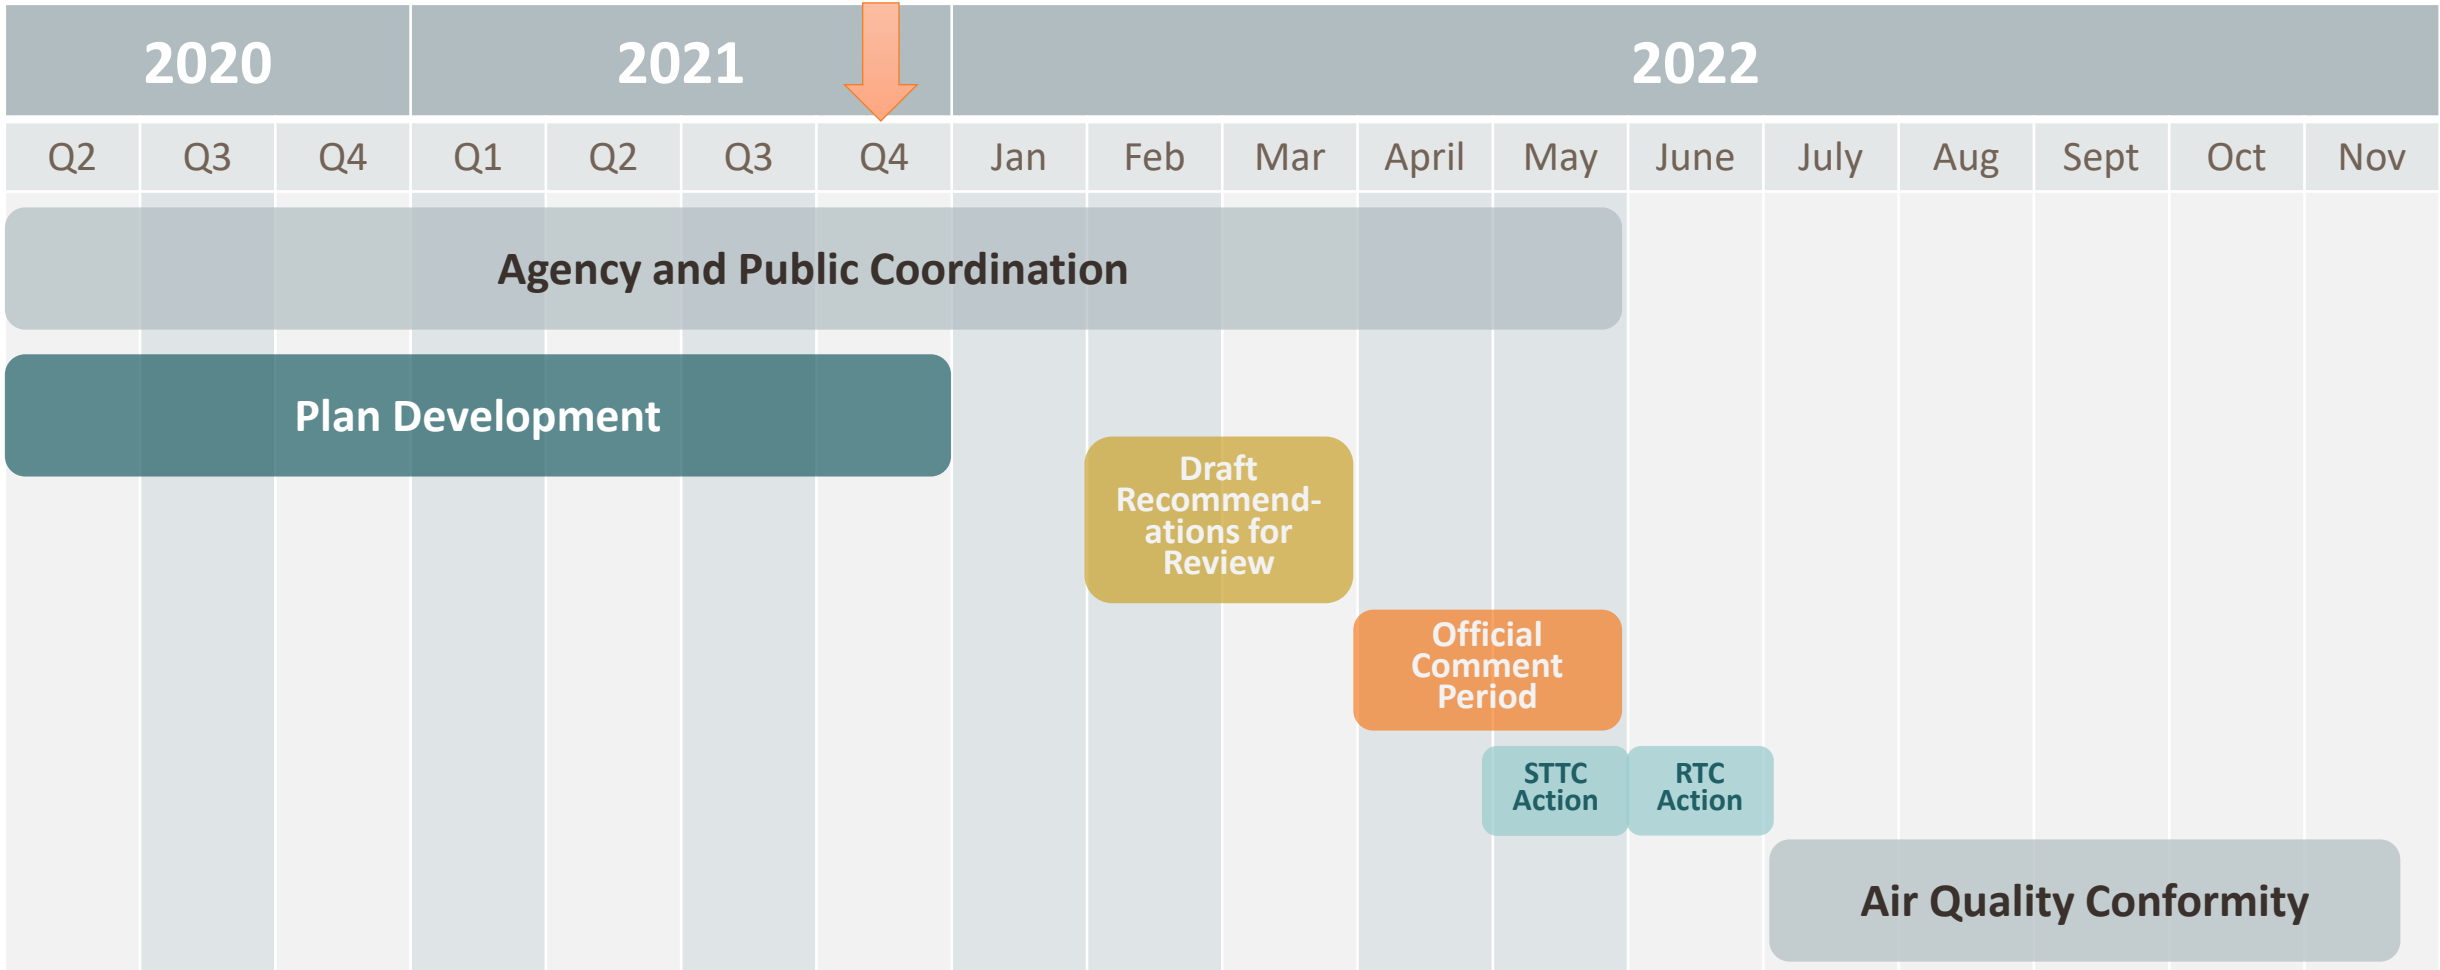 2020 2021 2022
Q2 Q3 Q4 Q1 Q2 Q3 Q4 Jan Feb Mar April May June July Aug Sept Oct Nov
Agency and Public Coordination
Plan Development
Draft
Recommend-
ations for
Review
Official
Comment
Period
STTC
Action
RTC
Action
Air Quality Conformity